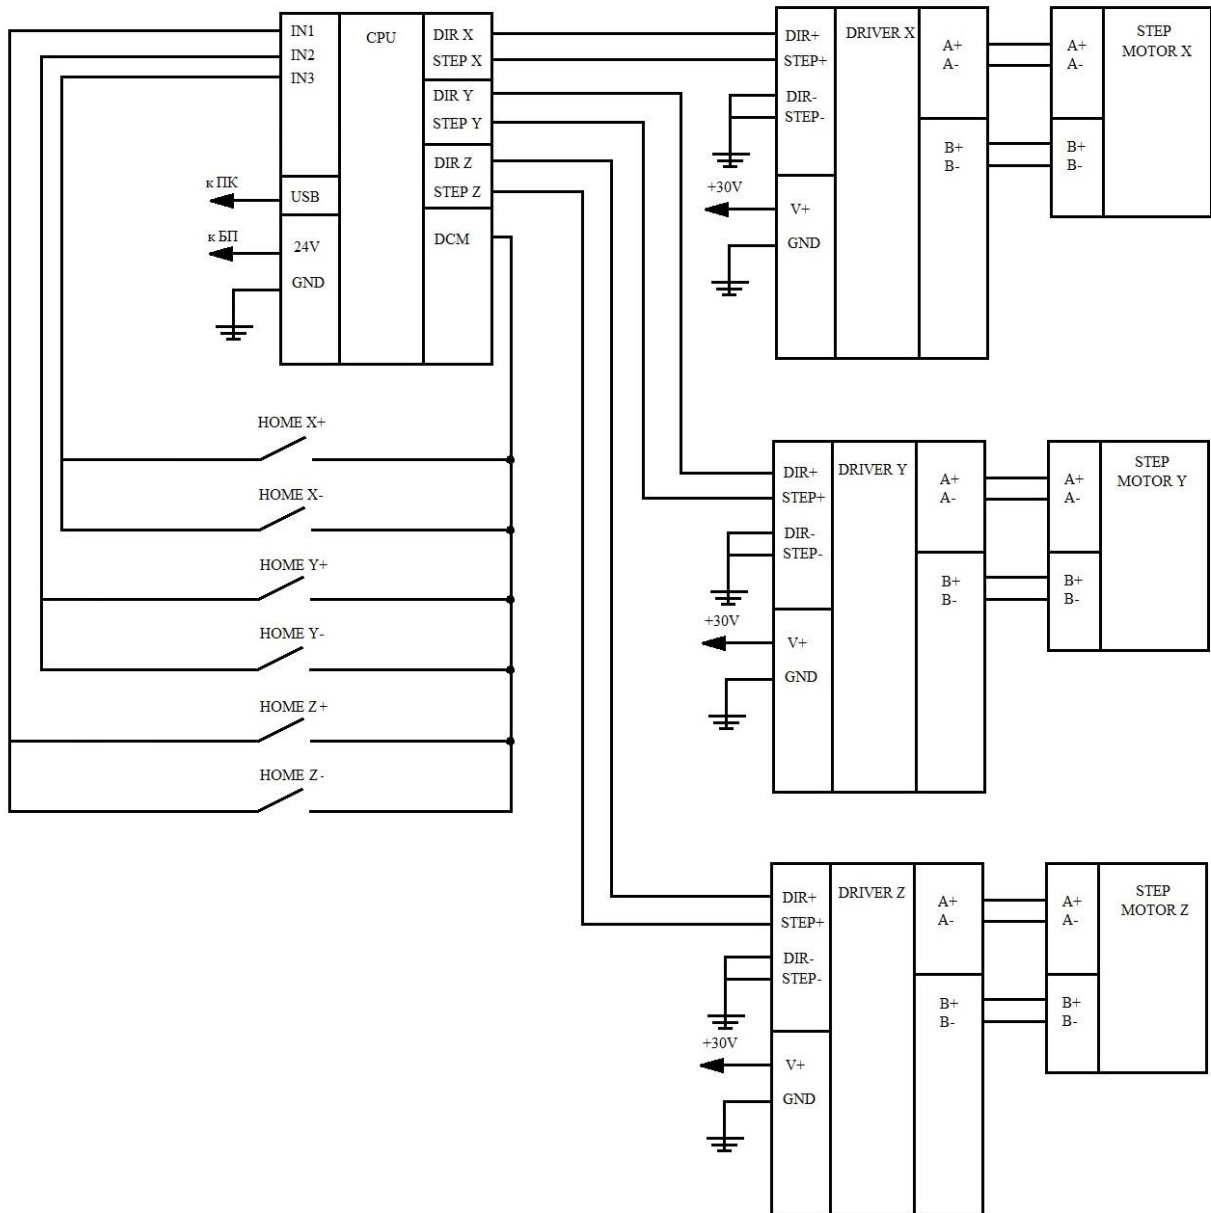 IN1
IN2
IN3
CPU
DIR X
STEP X
DIR Y
STEP Y
DIR Z
STEP Z
DCM
USB
24V
GND
к ПК
к БП
HOME X+
HOME X-
HOME Y+
HOME Y-
HOME Z+
HOME Z-
DIR+
STEP+
DIR-
STEP-
+30V
V+
GND
DRIVER X
A+
A-
B+
B-
A+
A-
B+
B-
STEP
MOTOR X
DIR+
STEP+
DIR-
STEP-
+30V
V+
GND
DRIVER Y
A+
A-
B+
B-
A+
A-
B+
B-
STEP
MOTOR Y
DIR+
STEP+
DIR-
STEP-
+30V
V+
GND
DRIVER Z
A+
A-
B+
B-
A+
A-
B+
B-
STEP
MOTOR Z